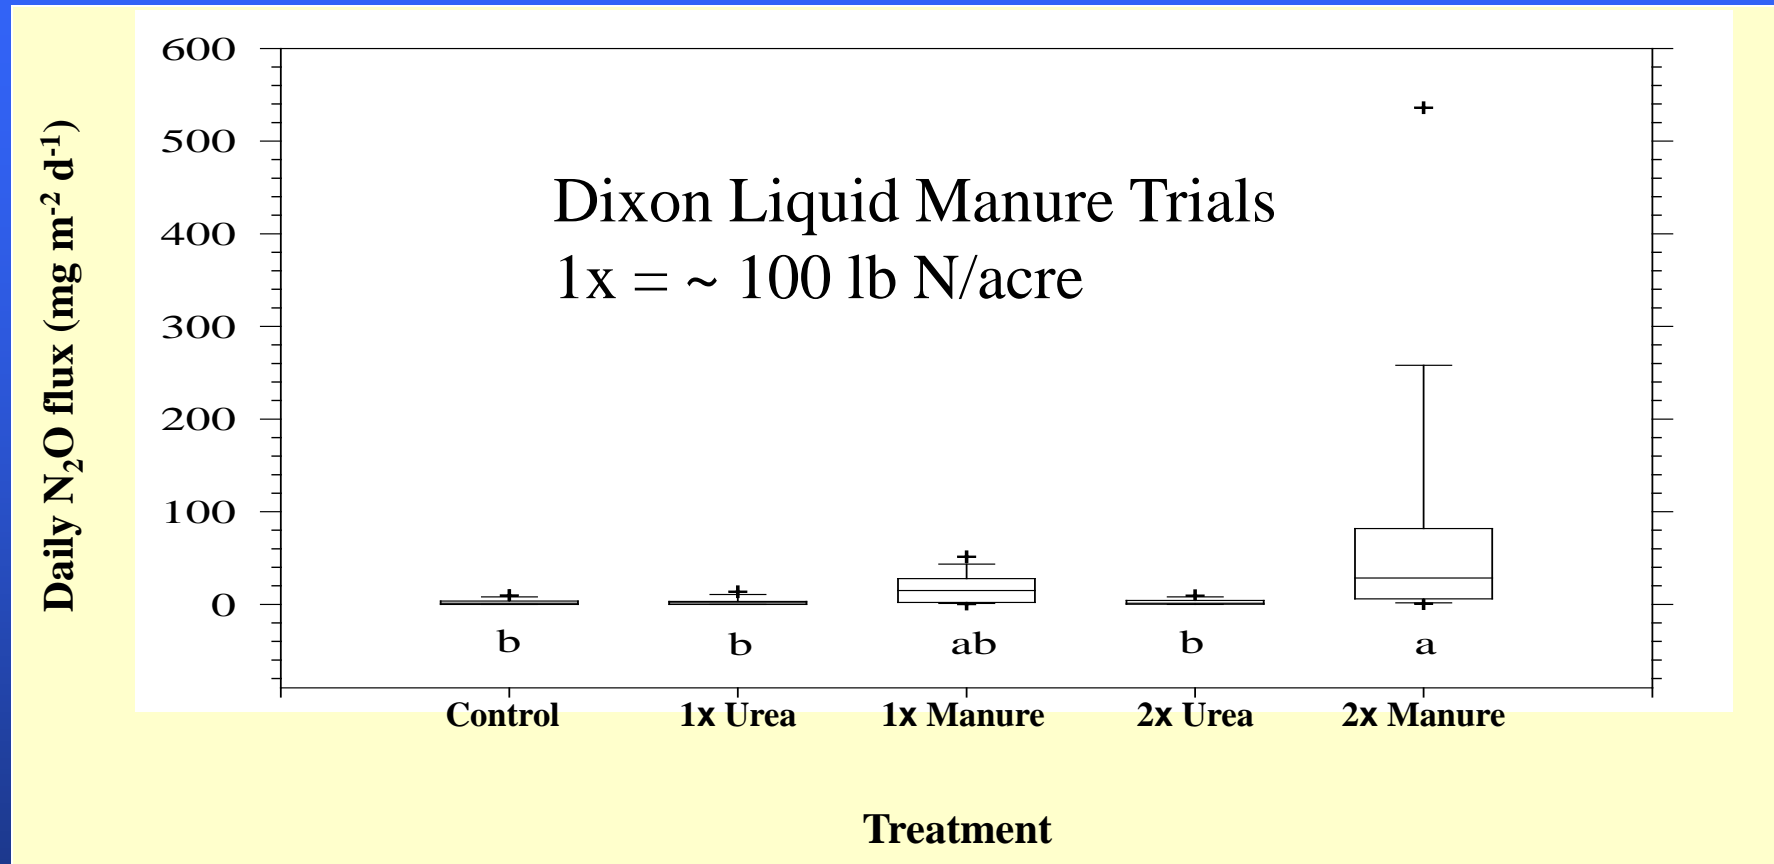 600
500
400
300
200
100
0
Daily N₂O flux (mg m⁻² d⁻¹)
Dixon Liquid Manure Trials
1x = ~ 100 lb N/acre
b b ab b a
Control 1x Urea 1x Manure 2x Urea 2x Manure
Treatment